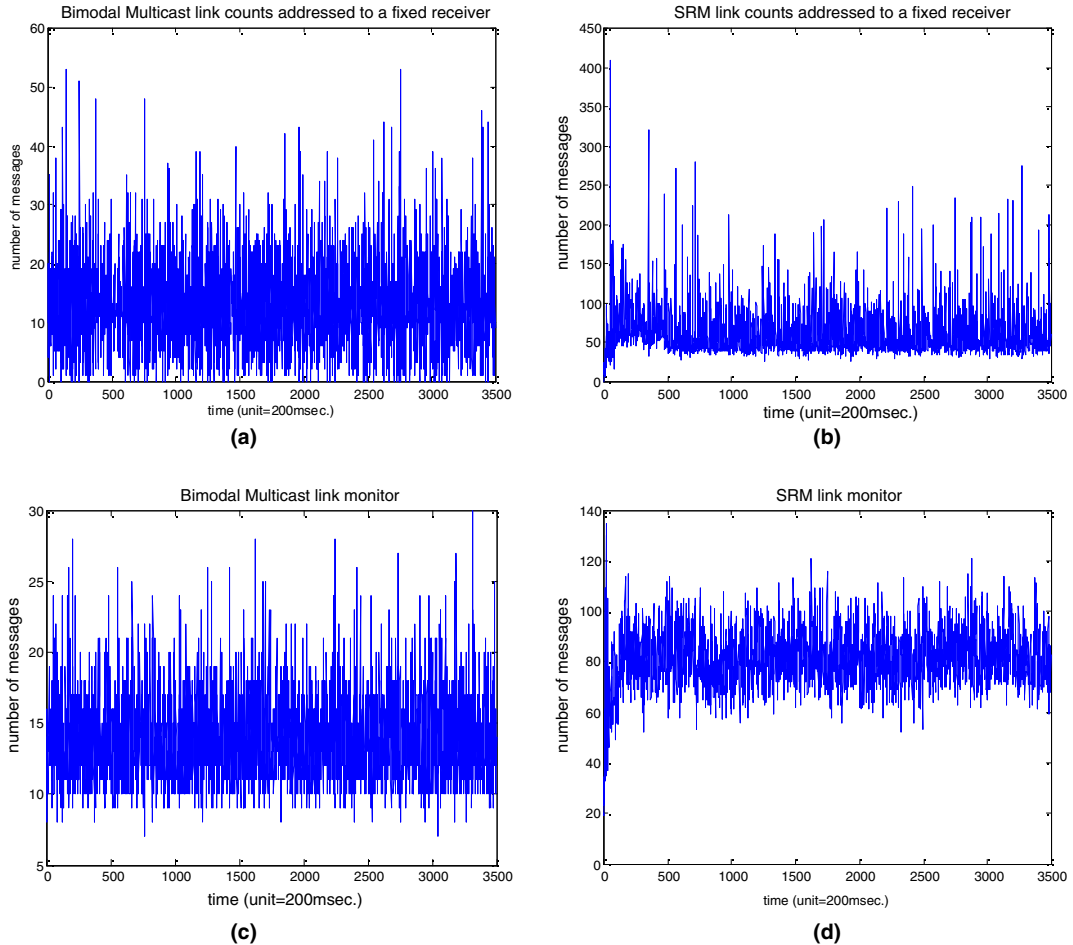 Bimodal Multicast link counts addressed to a fixed receiver
60
50
40
30
20
10
0
number of messages
0 500 1000 1500 2000 2500 3000 3500
time (unit=200msec.)
(a)
SRM link counts addressed to a fixed receiver
450
400
350
300
250
200
150
100
50
0
number of messages
0 500 1000 1500 2000 2500 3000 3500
time (unit=200msec.)
(b)
Bimodal Multicast link monitor
30
25
20
15
10
5
number of messages
0 500 1000 1500 2000 2500 3000 3500
time (unit=200msec.)
(c)
SRM link monitor
140
120
100
80
60
40
20
0
number of messages
0 500 1000 1500 2000 2500 3000 3500
time (unit=200msec.)
(d)